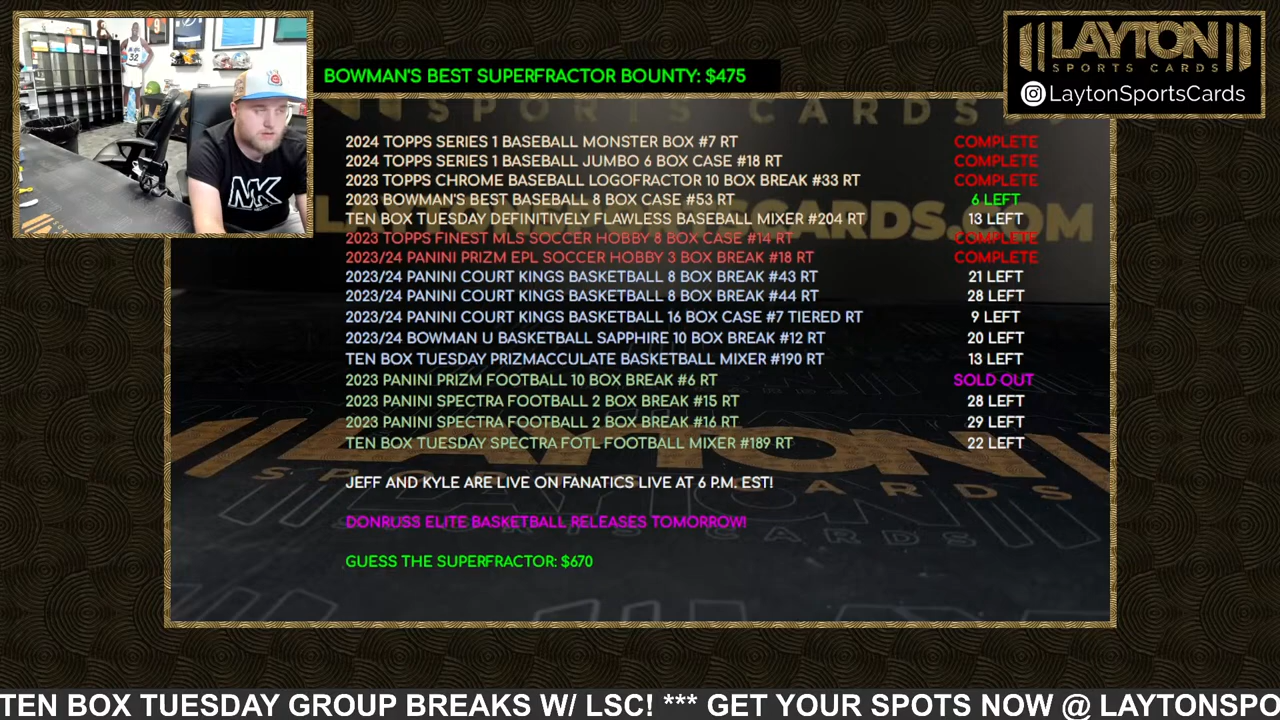 BOWMAN'S BEST SUPERFRACTOR BOUNTY: $475
LAYTON
SPORTS CARDS
LaytonSportsCards
32
MK
SPORTS CARDS
2024 TOPPS SERIES 1 BASEBALL MONSTER BOX #7 RT COMPLETE
2024 TOPPS SERIES 1 BASEBALL JUMBO 6 BOX CASE #18 RT COMPLETE
2023 TOPPS CHROME BASEBALL LOGOFRACTOR 10 BOX BREAK #33 RT COMPLETE
2023 BOWMAN'S BEST BASEBALL 8 BOX CASE #53 RT 6 LEFT
TEN BOX TUESDAY DEFINITIVELY FLAWLESS BASEBALL MIXER #204 RT 13 LEFT
2023 TOPPS FINEST MLS SOCCER HOBBY 8 BOX CASE #14 RT COMPLETE
2023/24 PANINI PRIZM EPL SOCCER HOBBY 3 BOX BREAK #18 RT COMPLETE
2023/24 PANINI COURT KINGS BASKETBALL 8 BOX BREAK #43 RT 21 LEFT
2023/24 PANINI COURT KINGS BASKETBALL 8 BOX BREAK #44 RT 28 LEFT
2023/24 PANINI COURT KINGS BASKETBALL 16 BOX CASE #7 TIERED RT 9 LEFT
2023/24 BOWMAN U BASKETBALL SAPPHIRE 10 BOX BREAK #12 RT 20 LEFT
TEN BOX TUESDAY PRIZMACCULATE BASKETBALL MIXER #190 RT 13 LEFT
2023 PANINI PRIZM FOOTBALL 10 BOX BREAK #6 RT SOLD OUT
2023 PANINI SPECTRA FOOTBALL 2 BOX BREAK #15 RT 28 LEFT
2023 PANINI SPECTRA FOOTBALL 2 BOX BREAK #16 RT 29 LEFT
TEN BOX TUESDAY SPECTRA FOTL FOOTBALL MIXER #189 RT 22 LEFT
JEFF AND KYLE ARE LIVE ON FANATICS LIVE AT 6 P.M. EST!
DONRUSS ELITE BASKETBALL RELEASES TOMORROW!
GUESS THE SUPERFRACTOR: $670
TEN BOX TUESDAY GROUP BREAKS W/ LSC! *** GET YOUR SPOTS NOW @ LAYTONSPO